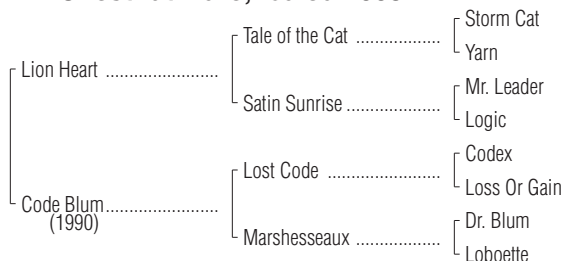 Storm Cat
Tale of the Cat ..................
Yarn
Lion Heart ........................
Mr. Leader
Satin Sunrise ....................
Logic
Codex
Lost Code ........................
Loss Or Gain
Code Blum........................
(1990)
Dr. Blum
Marshesseaux ..................
Loboette